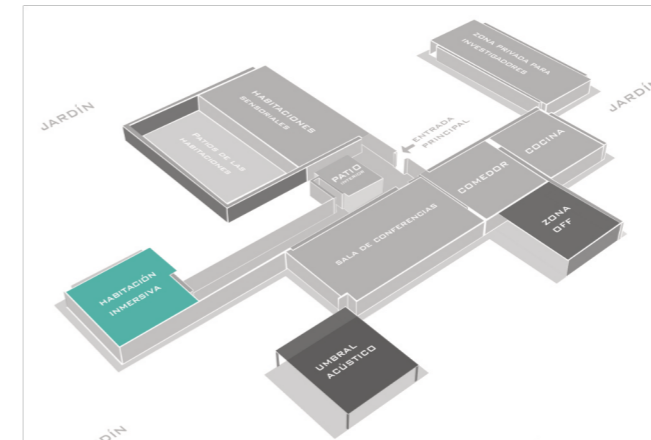 ZONA PRIVADA PARA
INVESTIGADORES
JARDÍN
JARDÍN
HABITACIONES
SENSORIALES
PATIOS DE LAS
HABITACIONES
ENTRADA
PRINCIPAL
COCINA
COMEDOR
PATIO
INTERIOR
ZONA
OFF
SALA DE CONFERENCIAS
HABITACIÓN
INMERSIVA
UMBRAL
ACÚSTICO
JARDÍN